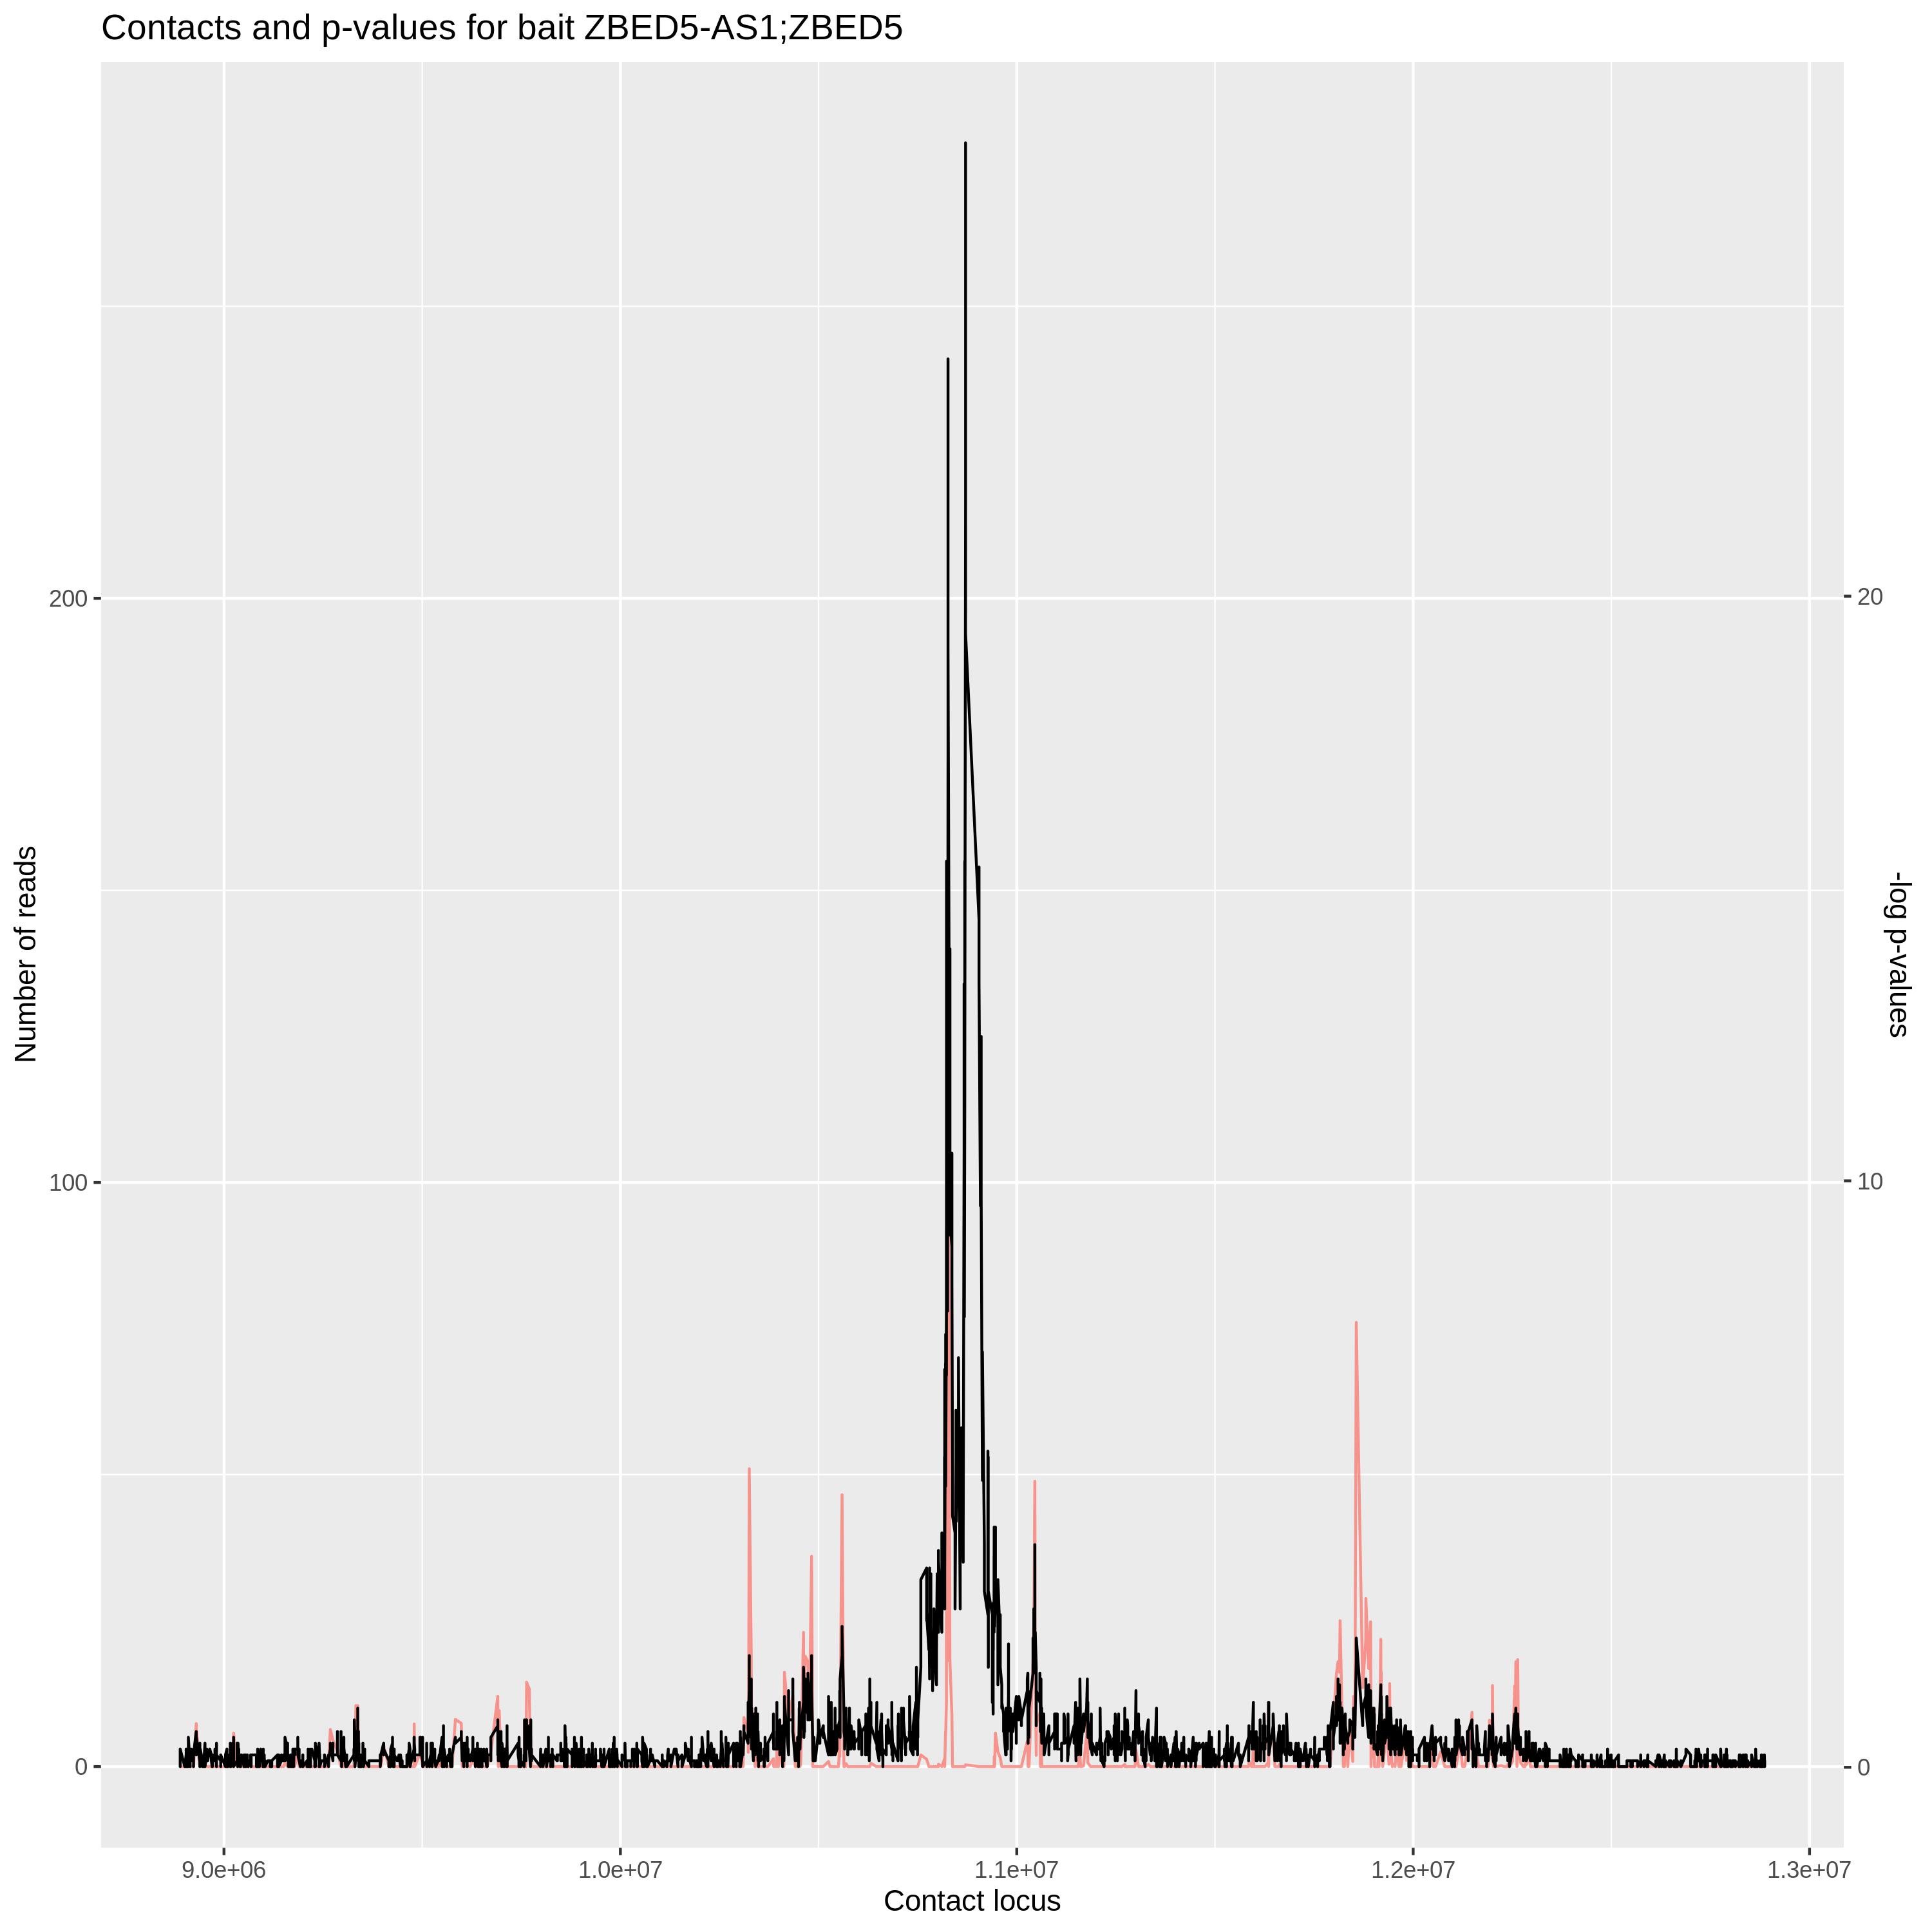 Contacts and p-values for bait ZBED5-AS1;ZBED5
Number of reads
200
100
0
20
10
0
-log p-values
9.0e+06
1.0e+07
1.1e+07
1.2e+07
1.3e+07
Contact locus